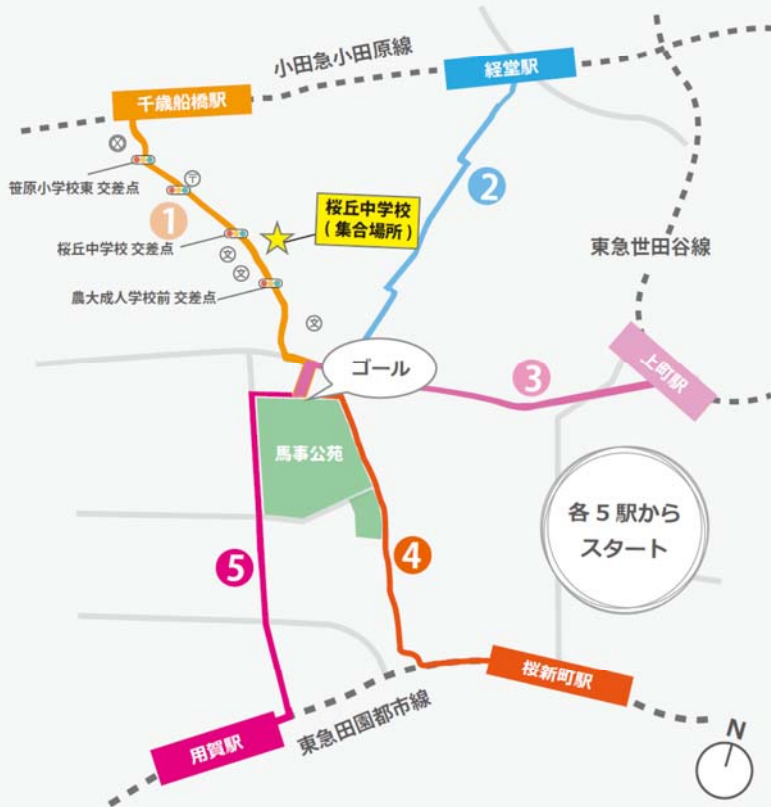 小田急小田原線
経堂駅
千歳船橋駅
笹原小学校東 交差点
〒
1
2
桜丘中学校
(集合場所)
桜丘中学校 交差点
文
文
農大成人学校前 交差点
文
東急世田谷線
ゴール
3
上町駅
馬事公苑
各5駅から
スタート
5
4
桜新町駅
東急田園都市線
用賀駅
N